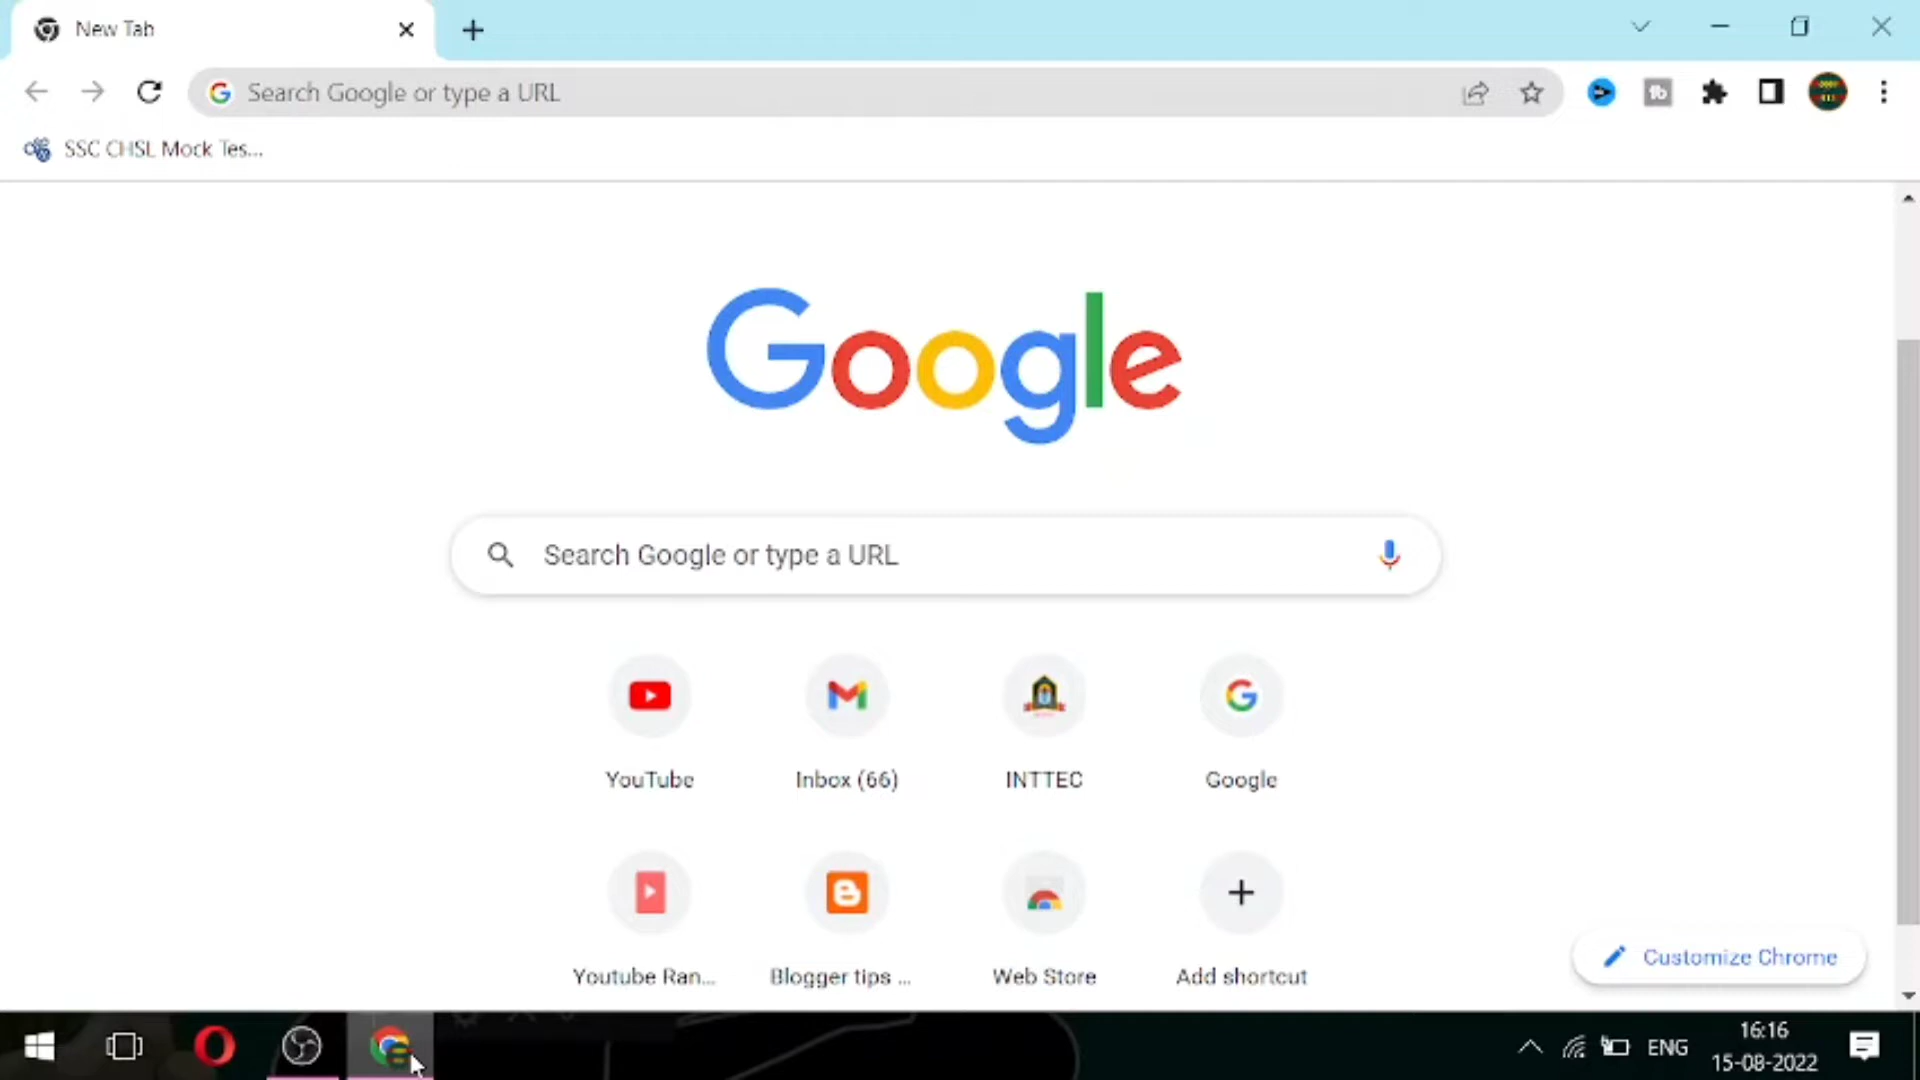 New Tab
Search Google or type a URL
SSC CHSL Mock Tes...
Google
Search Google or type a URL
YouTube
Inbox (66)
INTTEC
Google
Youtube Ran...
Blogger tips ...
Web Store
Add shortcut
Customize Chrome
ENG
16:16
15-08-2022